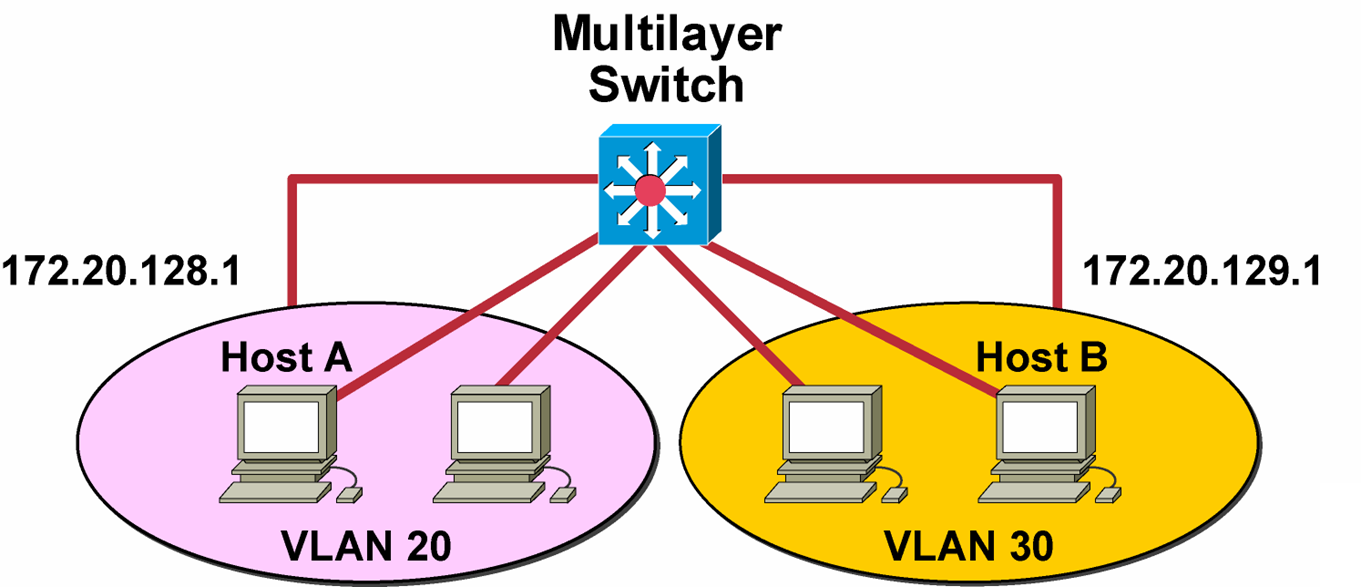 Multilayer
Switch
172.20.128.1
172.20.129.1
Host A
Host B
VLAN 20
VLAN 30